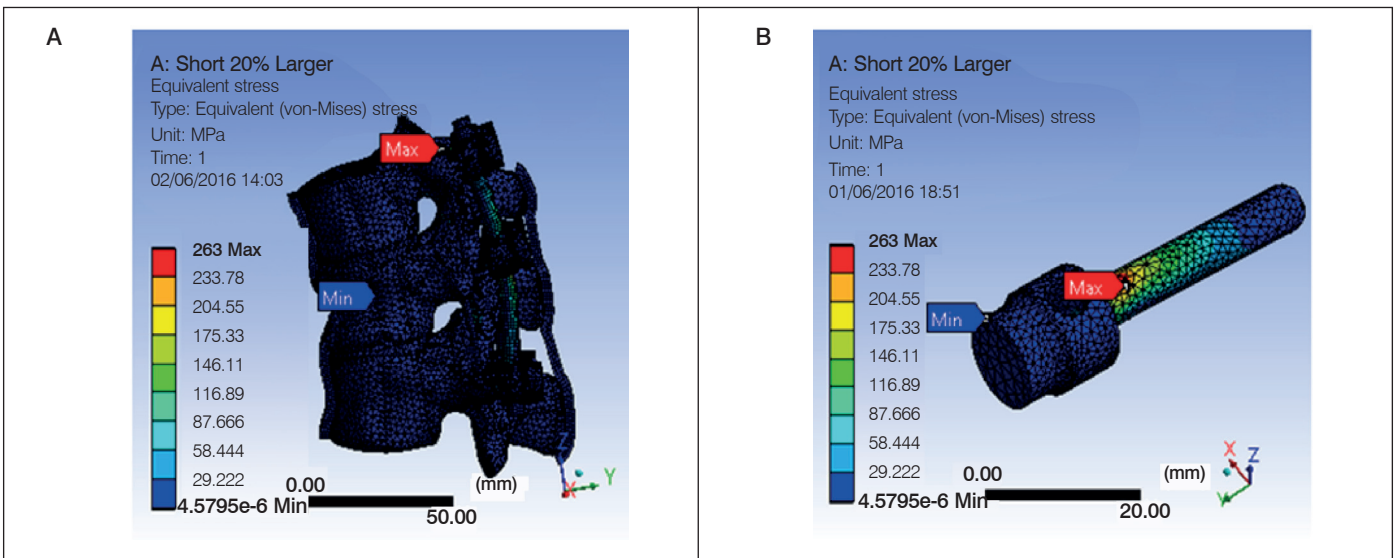 A
A: Short 20% Larger
Equivalent stress
Type: Equivalent (von-Mises) stress
Unit: MPa
Time: 1
02/06/2016 14:03
Max
Min
263 Max
233.78
204.55
175.33
146.11
116.89
87.666
58.444
29.222
4.5795e-6 Min
0.00
(mm)
50.00
Z
Y
X
B
A: Short 20% Larger
Equivalent stress
Type: Equivalent (von-Mises) stress
Unit: MPa
Time: 1
01/06/2016 18:51
Max
Min
263 Max
233.78
204.55
175.33
146.11
116.89
87.666
58.444
29.222
4.5795e-6 Min
0.00
(mm)
20.00
X
Z
Y